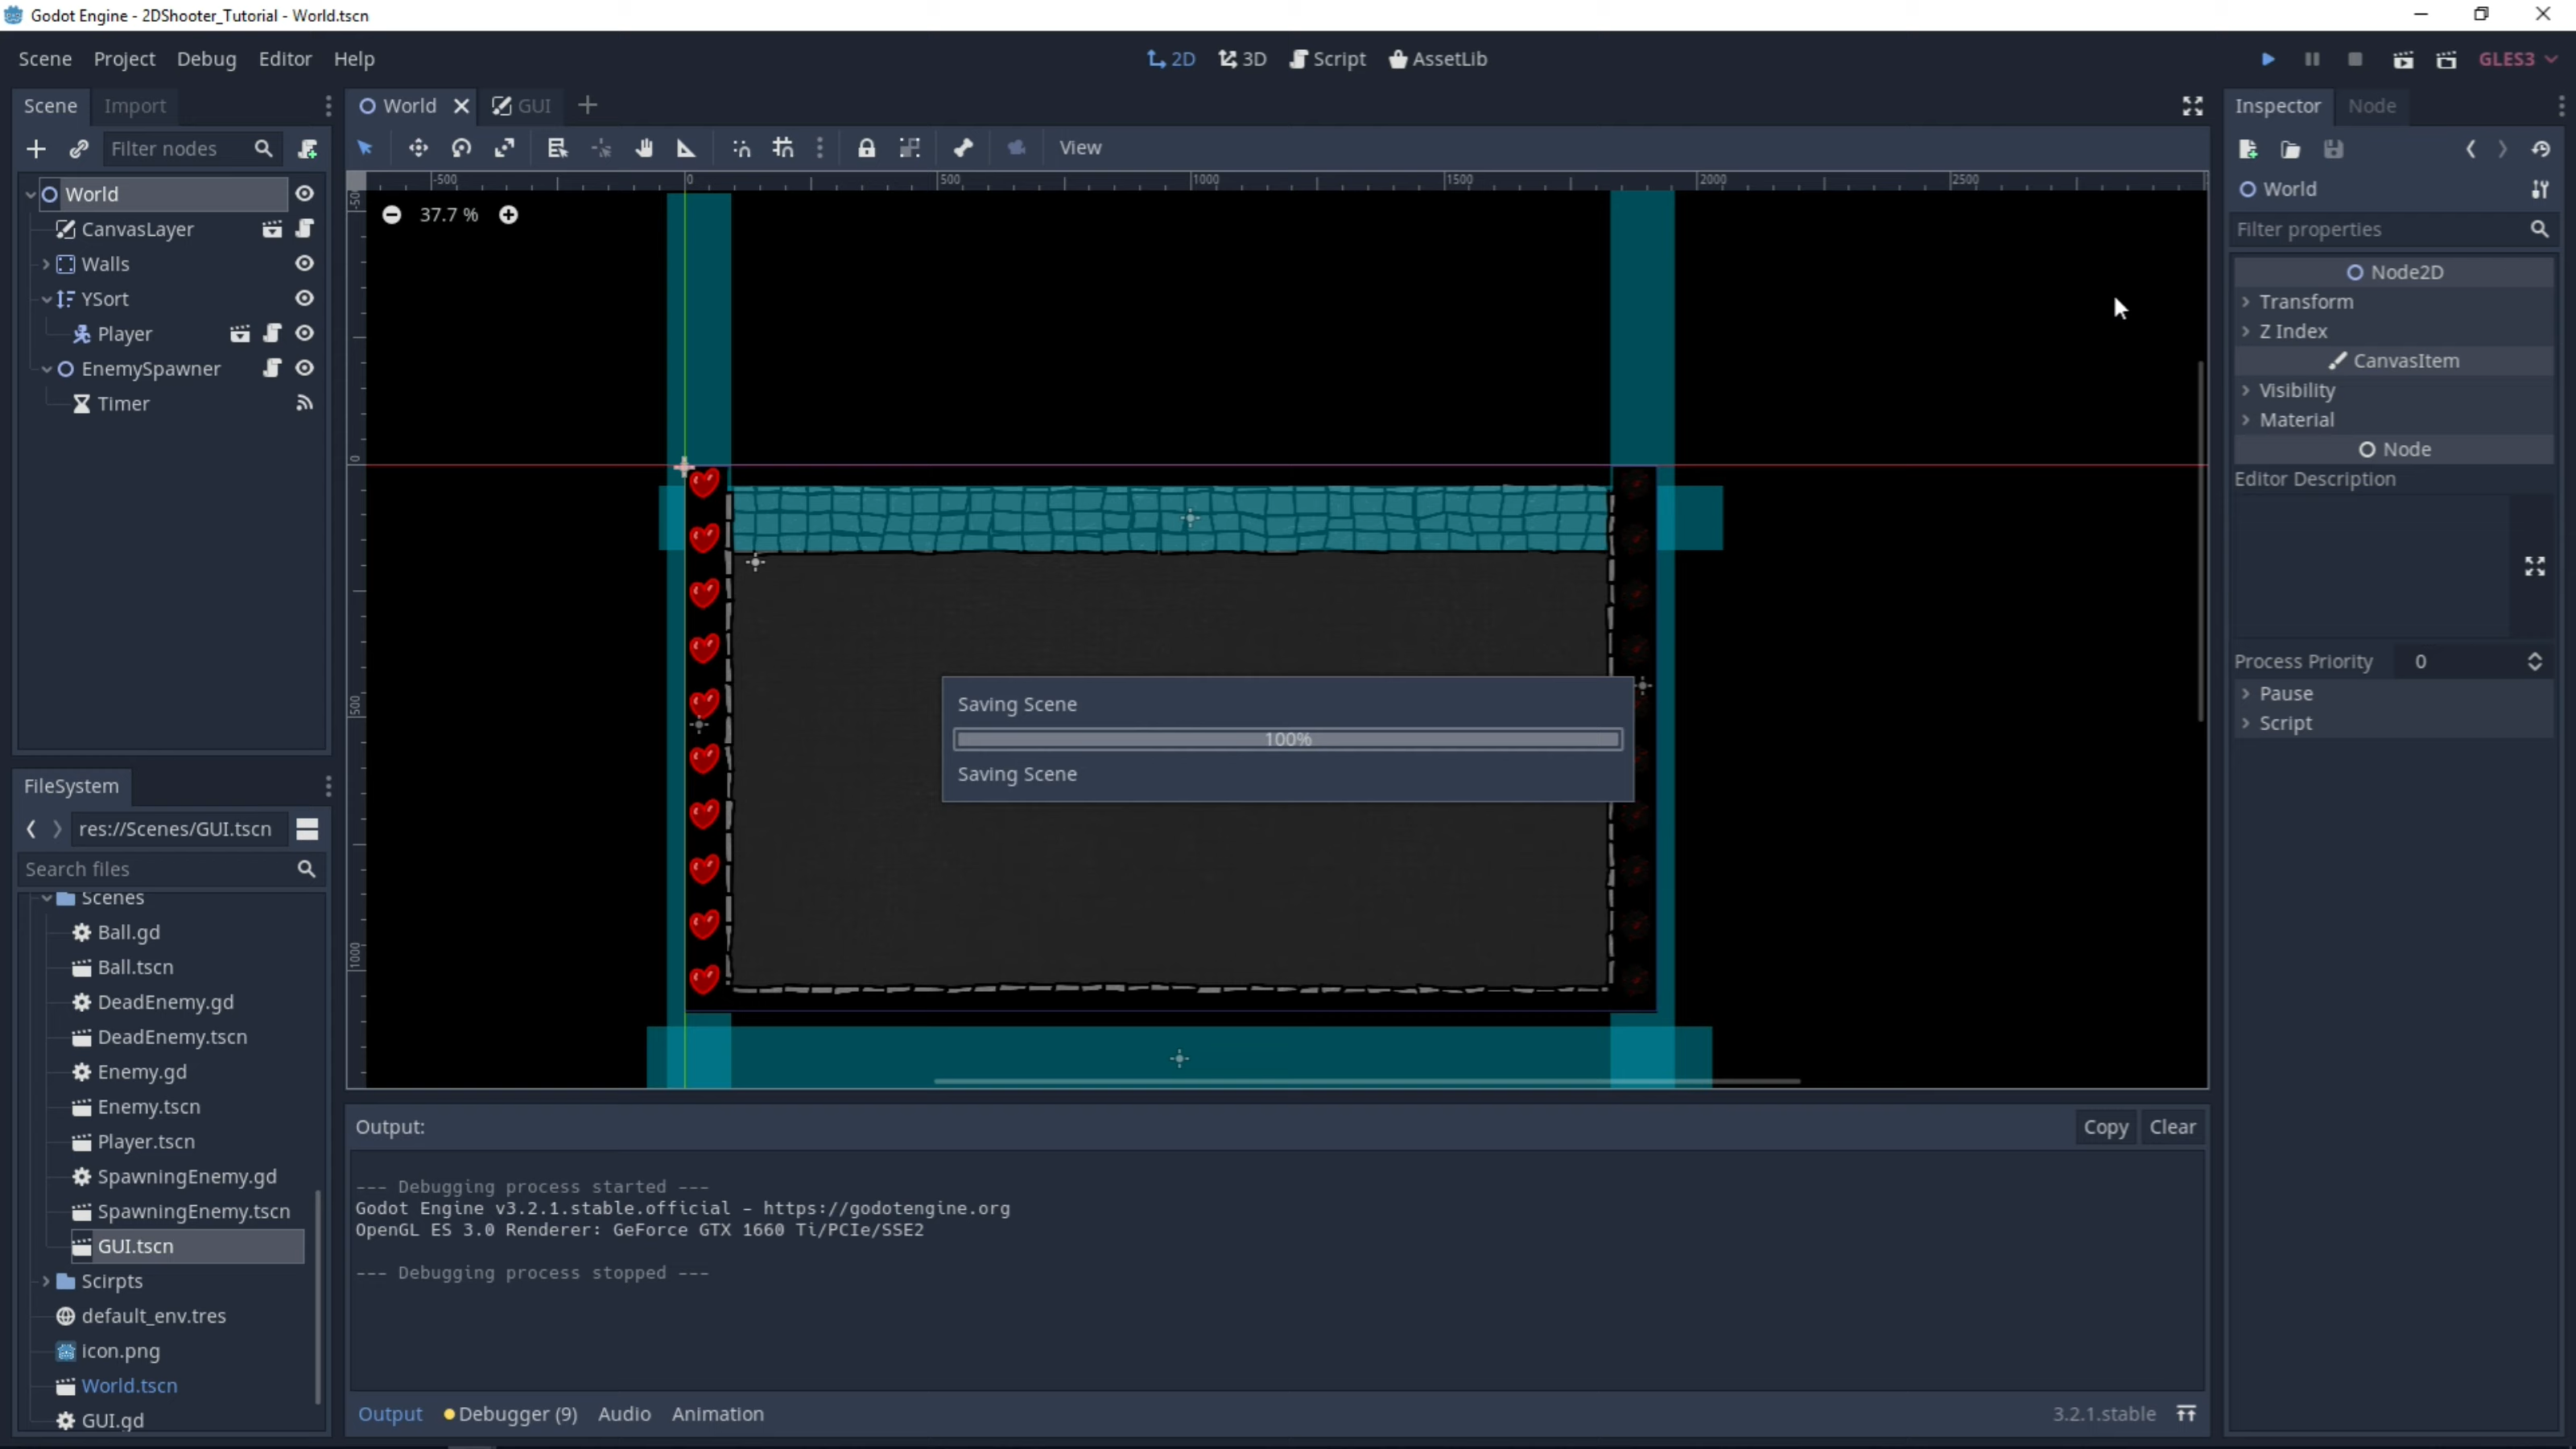 Godot Engine - 2DShooter_Tutorial - World.tscn
Scene Project Debug Editor Help
2D 3D Script AssetLib
GLES3
Scene Import
World GUI
Inspector Node
Filter nodes
View
World
World
Filter properties
CanvasLayer
Walls
YSort
Player
EnemySpawner
Timer
-500 0 500 1000 1500 2000 2500
-500
0
500
1000
37.7 %
Node2D
Transform
Z Index
CanvasItem
Visibility
Material
Node
Editor Description
Process Priority 0
Pause
Script
Saving Scene
100%
Saving Scene
FileSystem
res://Scenes/GUI.tscn
Search files
Scenes
Ball.gd
Ball.tscn
DeadEnemy.gd
DeadEnemy.tscn
Enemy.gd
Enemy.tscn
Player.tscn
SpawningEnemy.gd
SpawningEnemy.tscn
GUI.tscn
Scirpts
default_env.tres
icon.png
World.tscn
GUI.gd
Output:
Copy Clear
--- Debugging process started ---
Godot Engine v3.2.1.stable.official - https://godotengine.org
OpenGL ES 3.0 Renderer: GeForce GTX 1660 Ti/PCIe/SSE2
--- Debugging process stopped ---
Output Debugger (9) Audio Animation
3.2.1.stable